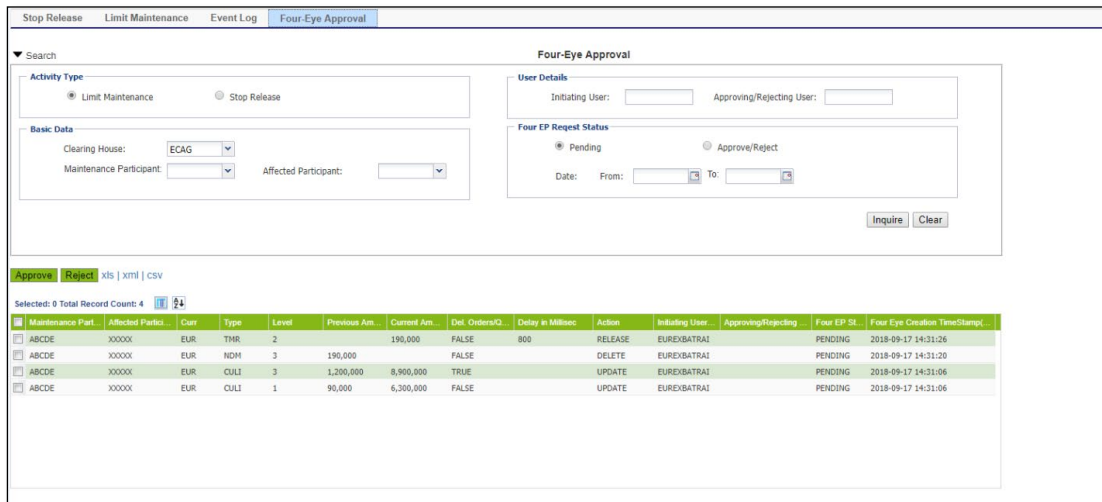 Stop Release Limit Maintenance Event Log Four-Eye Approval
Search Four-Eye Approval
Activity Type
Limit Maintenance Stop Release
Basic Data
Clearing House: ECAG
Maintenance Participant: Affected Participant:
User Details
Initiating User: Approving/Rejecting User:
Four EP Reqest Status
Pending Approve/Reject
Date: From: To:
Inquire Clear
Approve Reject xls | xml | csv
Selected: 0 Total Record Count: 4
Maintenance Part... Affected Partici... Curr Type Level Previous Am... Current Am... Del. Orders/Q... Delay in Millisec Action Initiating User... Approving/Rejecting ... Four EP St... Four Eye Creation TimeStamp(...
ABCDE XXXXX EUR TMR 2 190,000 FALSE 800 RELEASE EUREXBATRAI PENDING 2018-09-17 14:31:26
ABCDE XXXXX EUR NDM 3 190,000 DELETE EUREXBATRAI PENDING 2018-09-17 14:31:20
ABCDE XXXXX EUR CULI 3 1,200,000 8,900,000 TRUE UPDATE EUREXBATRAI PENDING 2018-09-17 14:31:06
ABCDE XXXXX EUR CULI 1 90,000 6,300,000 FALSE UPDATE EUREXBATRAI PENDING 2018-09-17 14:31:06